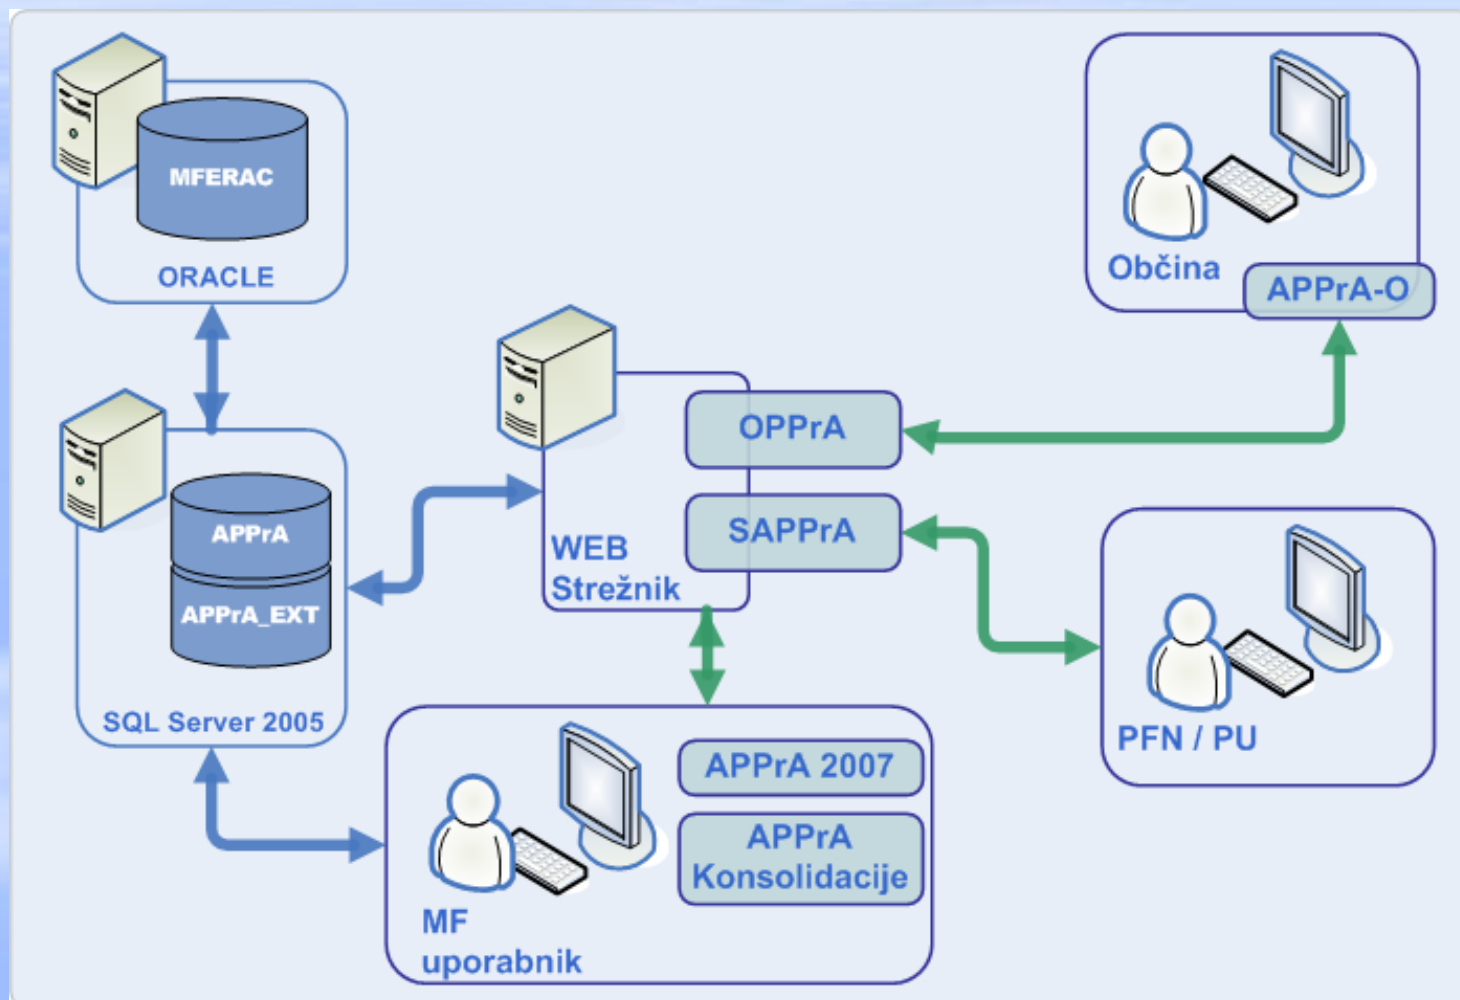 MFERAC
ORACLE
Občina
APPrA-O
OPPrA
SAPPrA
WEB
Strežnik
APPrA
APPrA_EXT
SQL Server 2005
PFN / PU
APPrA 2007
APPrA
Konsolidacije
MF
uporabnik